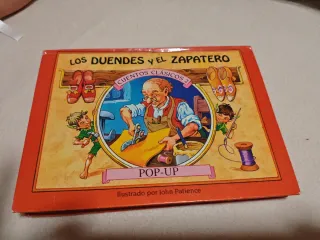 LOS DUENDES y EL ZAPATERO
CUENTOS CLÁSICOS
POP-UP
Ilustrado por John Patience